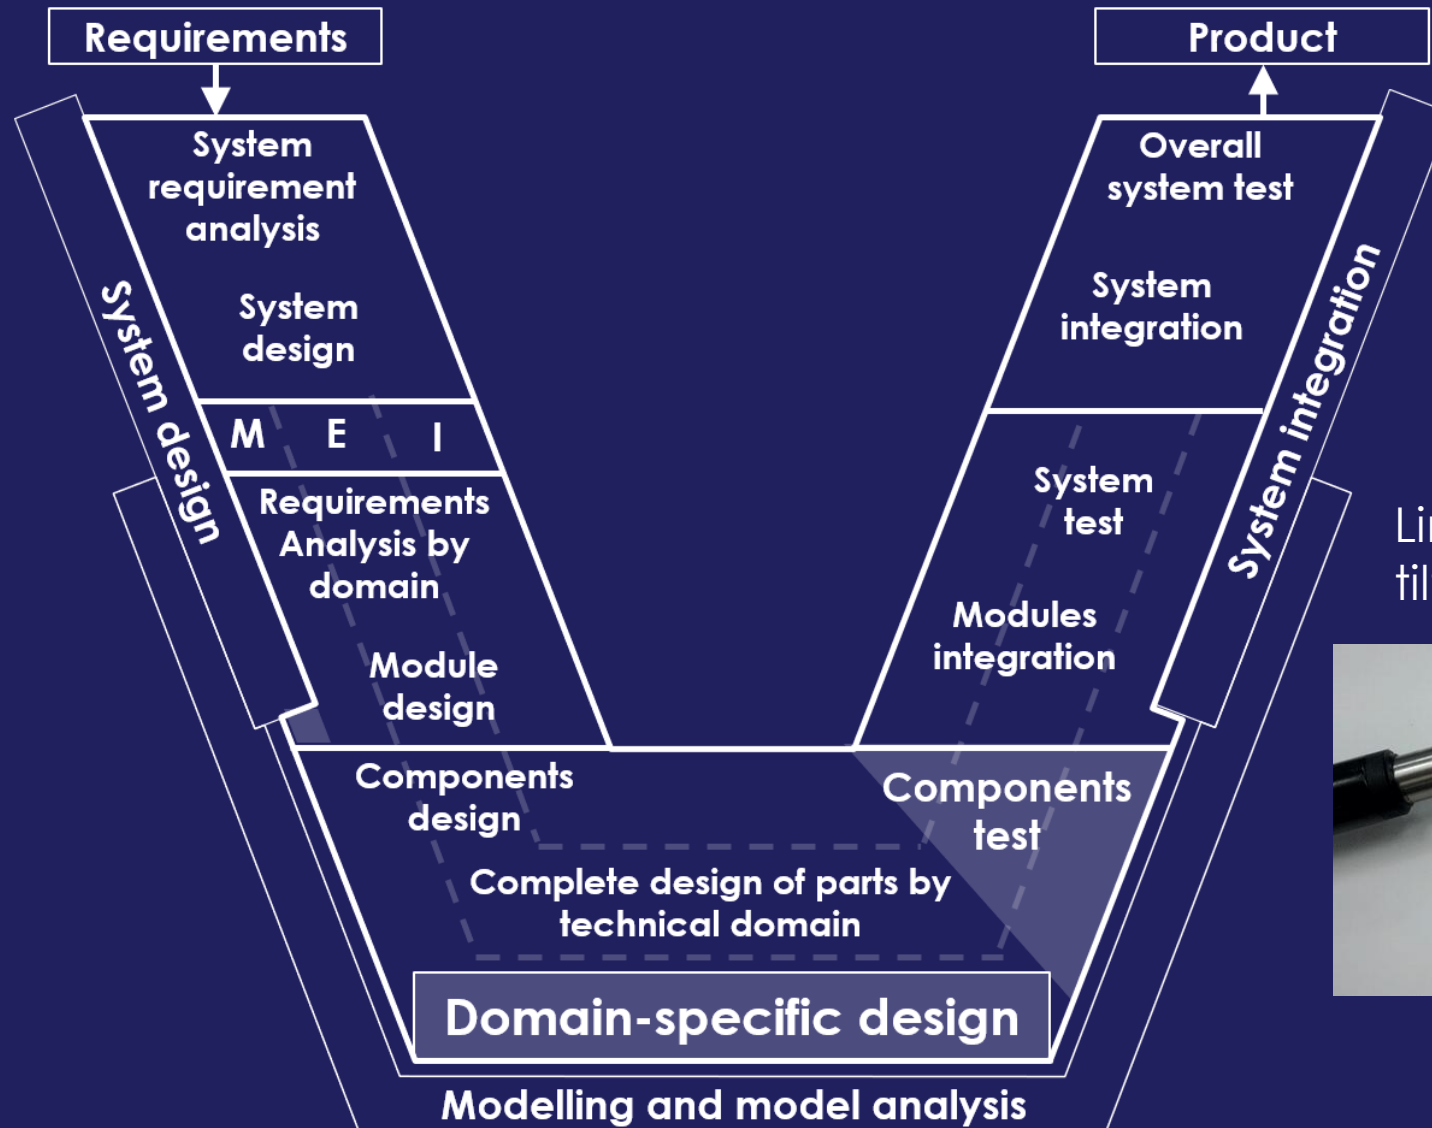 Requirements
Product
System
requirement
analysis
System
design
System design
M E I
Requirements
Analysis by
domain
Module
design
Components
design
Complete design of parts by
technical domain
Domain-specific design
Modelling and model analysis
Overall
system test
System
integration
System integration
System
test
Modules
integration
Components
test